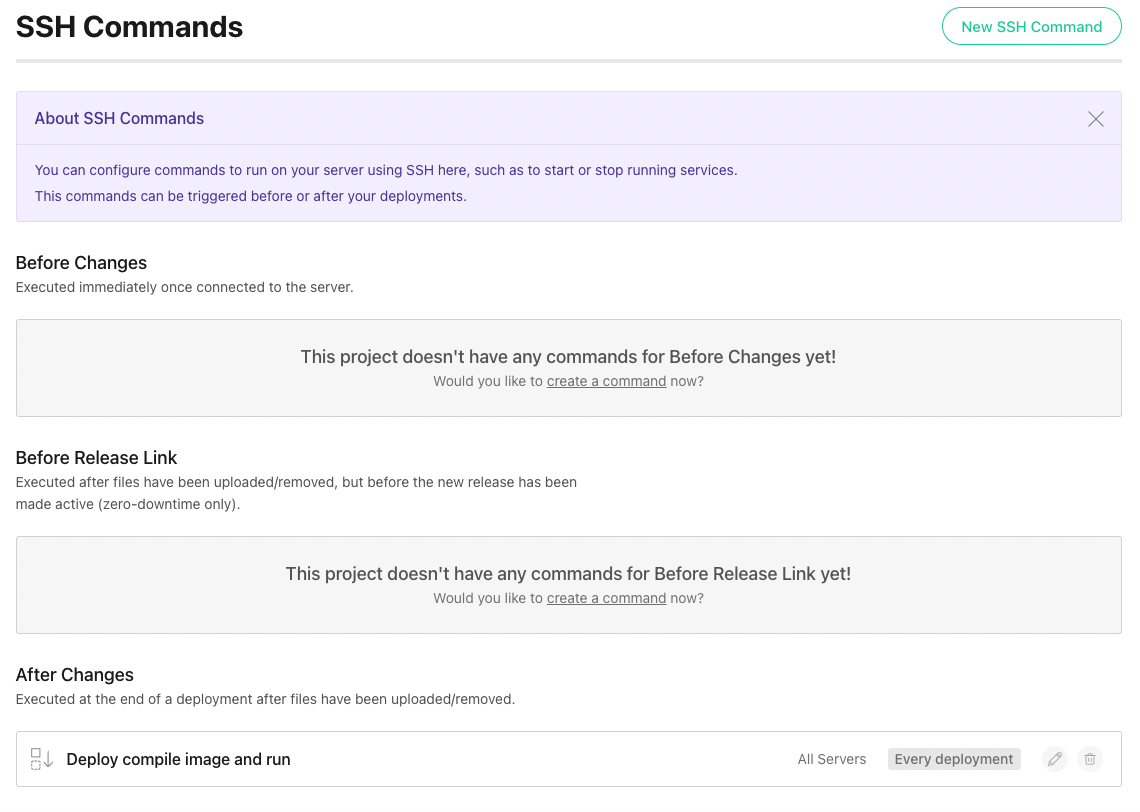 SSH Commands
New SSH Command
About SSH Commands
You can configure commands to run on your server using SSH here, such as to start or stop running services.
This commands can be triggered before or after your deployments.
Before Changes
Executed immediately once connected to the server.
This project doesn't have any commands for Before Changes yet!
Would you like to create a command now?
Before Release Link
Executed after files have been uploaded/removed, but before the new release has been
made active (zero-downtime only).
This project doesn't have any commands for Before Release Link yet!
Would you like to create a command now?
After Changes
Executed at the end of a deployment after files have been uploaded/removed.
Deploy compile image and run
All Servers
Every deployment